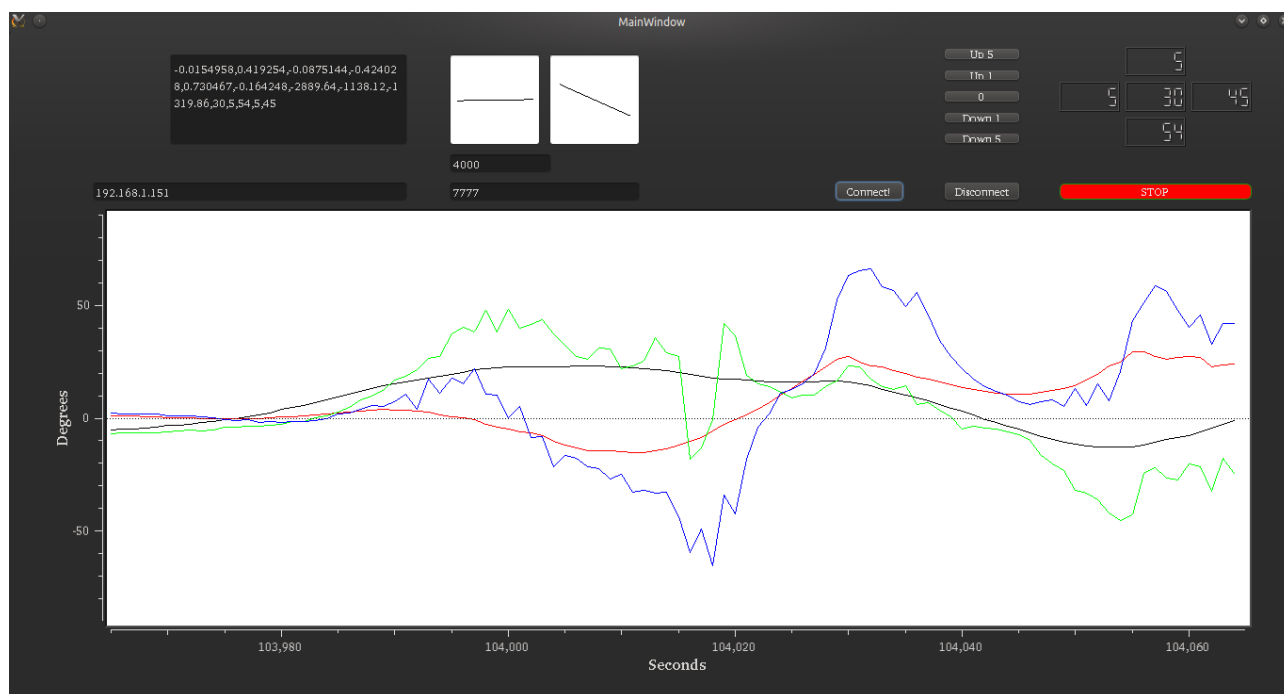 MainWindow
-0.0154958,0.419254,-0.0875144,-0.42402
8,0.730467,-0.164248,-2889.64,-1138.12,-1
319.86,30,5,54,5,45
Up 5
Up 1
0
Down 1
Down 5
5
5 30 45
54
4000
192.168.1.151 7777 Connect! Disconnect STOP
50
0
-50
Degrees
103,980 104,000 104,020 104,040 104,060
Seconds